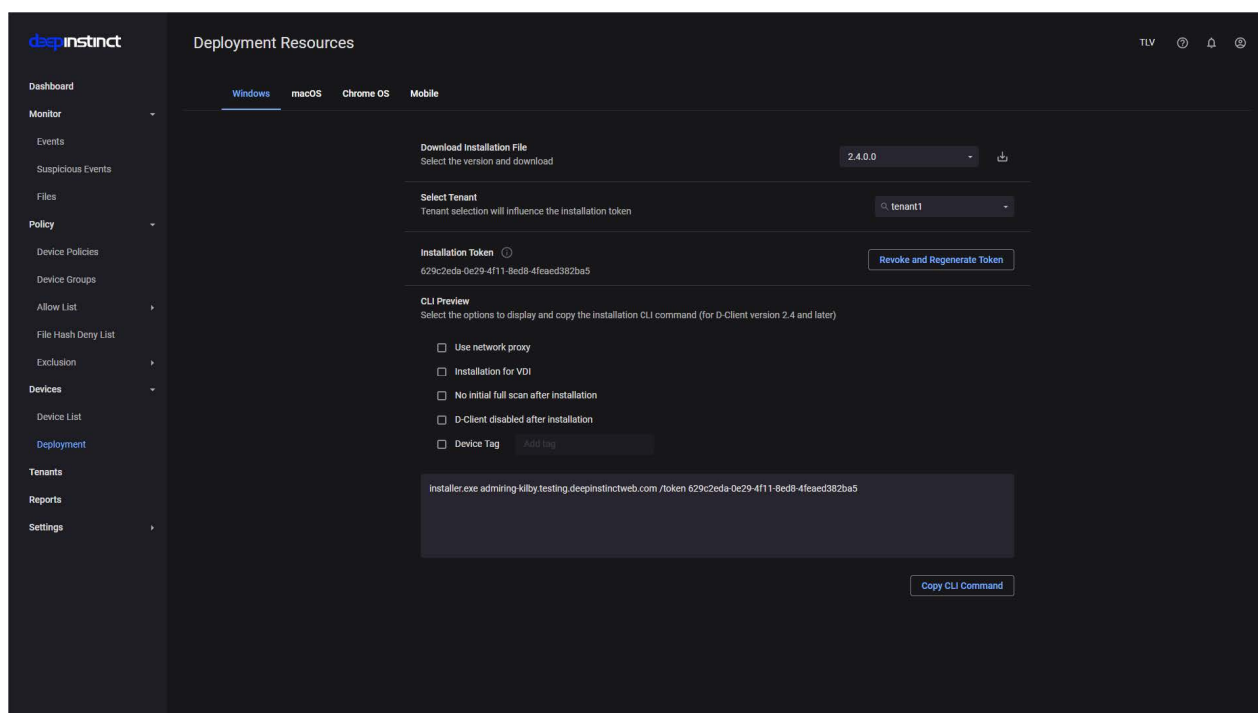 deepinstinct
Deployment Resources
TLV
Dashboard
Monitor
Events
Suspicious Events
Files
Policy
Device Policies
Device Groups
Allow List
File Hash Deny List
Exclusion
Devices
Device List
Deployment
Tenants
Reports
Settings
Windows macOS Chrome OS Mobile
Download Installation File
Select the version and download
2.4.0.0
Select Tenant
Tenant selection will influence the installation token
tenant1
Installation Token
629c2eda-0e29-4f11-8ed8-4feaed382ba5
Revoke and Regenerate Token
CLI Preview
Select the options to display and copy the installation CLI command (for D-Client version 2.4 and later)
Use network proxy
Installation for VDI
No initial full scan after installation
D-Client disabled after installation
Device Tag Add tag
installer.exe admiring-kilby.testing.deepinstinctweb.com /token 629c2eda-0e29-4f11-8ed8-4feaed382ba5
Copy CLI Command